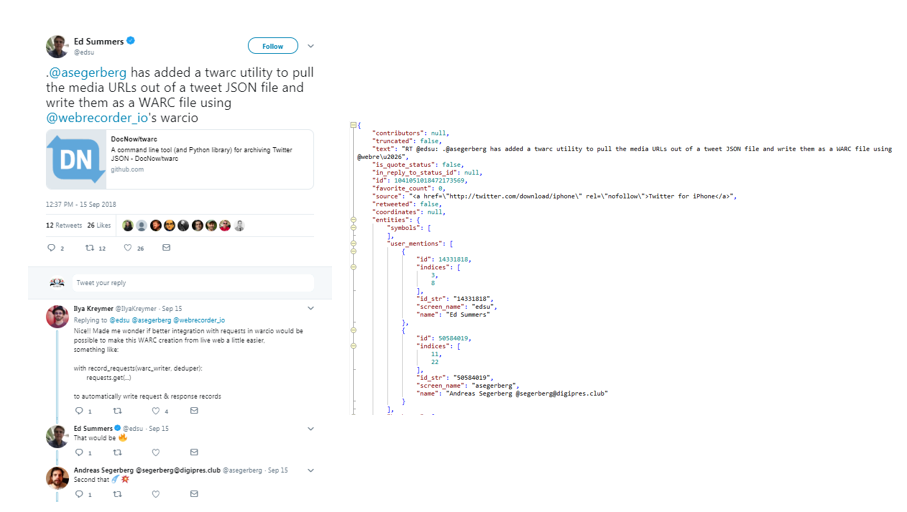 Ed Summers
@edsu
Follow
.@asegerberg has added a twarc utility to pull
the media URLs out of a tweet JSON file and
write them as a WARC file using
@webrecorder_io's warcio
DN
DocNow/twarc
A command line tool (and Python library) for archiving Twitter
JSON - DocNow/twarc
github.com
12:37 PM - 15 Sep 2018
12 Retweets 26 Likes
2 12 26
Tweet your reply
Ilya Kreymer @IlyaKreymer · Sep 15
Replying to @edsu @asegerberg @webrecorder_io
Nice!! Made me wonder if better integration with requests in warcio would be
possible to make this WARC creation from live web a little easier,
something like:
with record_requests(warc_writer, deduper):
requests.get(...)
to automatically write request & response records
1 4
Ed Summers @edsu · Sep 15
That would be 🔥
1
Andreas Segerberg @segerberg@digipres.club @asegerberg · Sep 15
Second that 🚀 💥
1
{
"contributors": null,
"truncated": false,
"text": "RT @edsu: .@asegerberg has added a twarc utility to pull the media URLs out of a tweet JSON file and write them as a WARC file using
@webre\u2026",
"is_quote_status": false,
"in_reply_to_status_id": null,
"id": 1041051018472173569,
"favorite_count": 0,
"source": "<a href=\"http://twitter.com/download/iphone\" rel=\"nofollow\">Twitter for iPhone</a>",
"retweeted": false,
"coordinates": null,
"entities": {
"symbols": [
],
"user_mentions": [
{
"id": 14331818,
"indices": [
3,
8
],
"id_str": "14331818",
"screen_name": "edsu",
"name": "Ed Summers"
},
{
"id": 50584019,
"indices": [
11,
22
],
"id_str": "50584019",
"screen_name": "asegerberg",
"name": "Andreas Segerberg @segerberg@digipres.club"
}
],